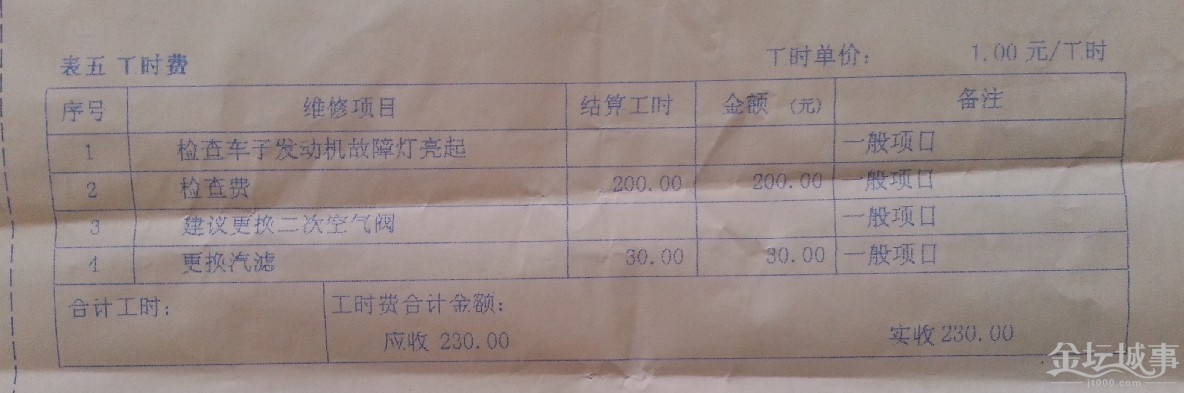 表五 工时费 工时单价: 1.00 元/工时
序号 维修项目 结算工时 金额 (元) 备注
1 检查车子发动机故障灯亮起 一般项目
2 检查费 200.00 200.00 一般项目
3 建议更换二次空气阀 一般项目
4 更换汽滤 30.00 30.00 一般项目
合计工时: 工时费合计金额:
应收 230.00 实收 230.00
金坛城事
jt000.com